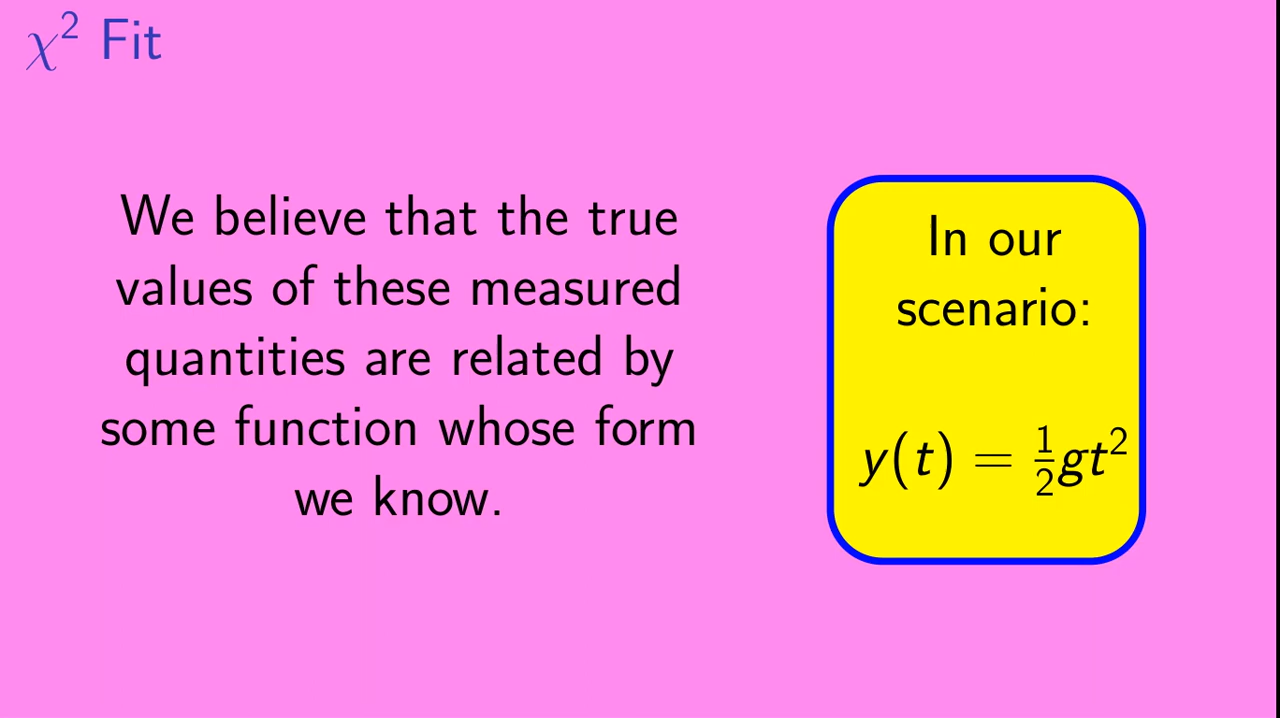 χ² Fit
We believe that the true
values of these measured
quantities are related by
some function whose form
we know.
In our
scenario:
y(t) = ½gt²